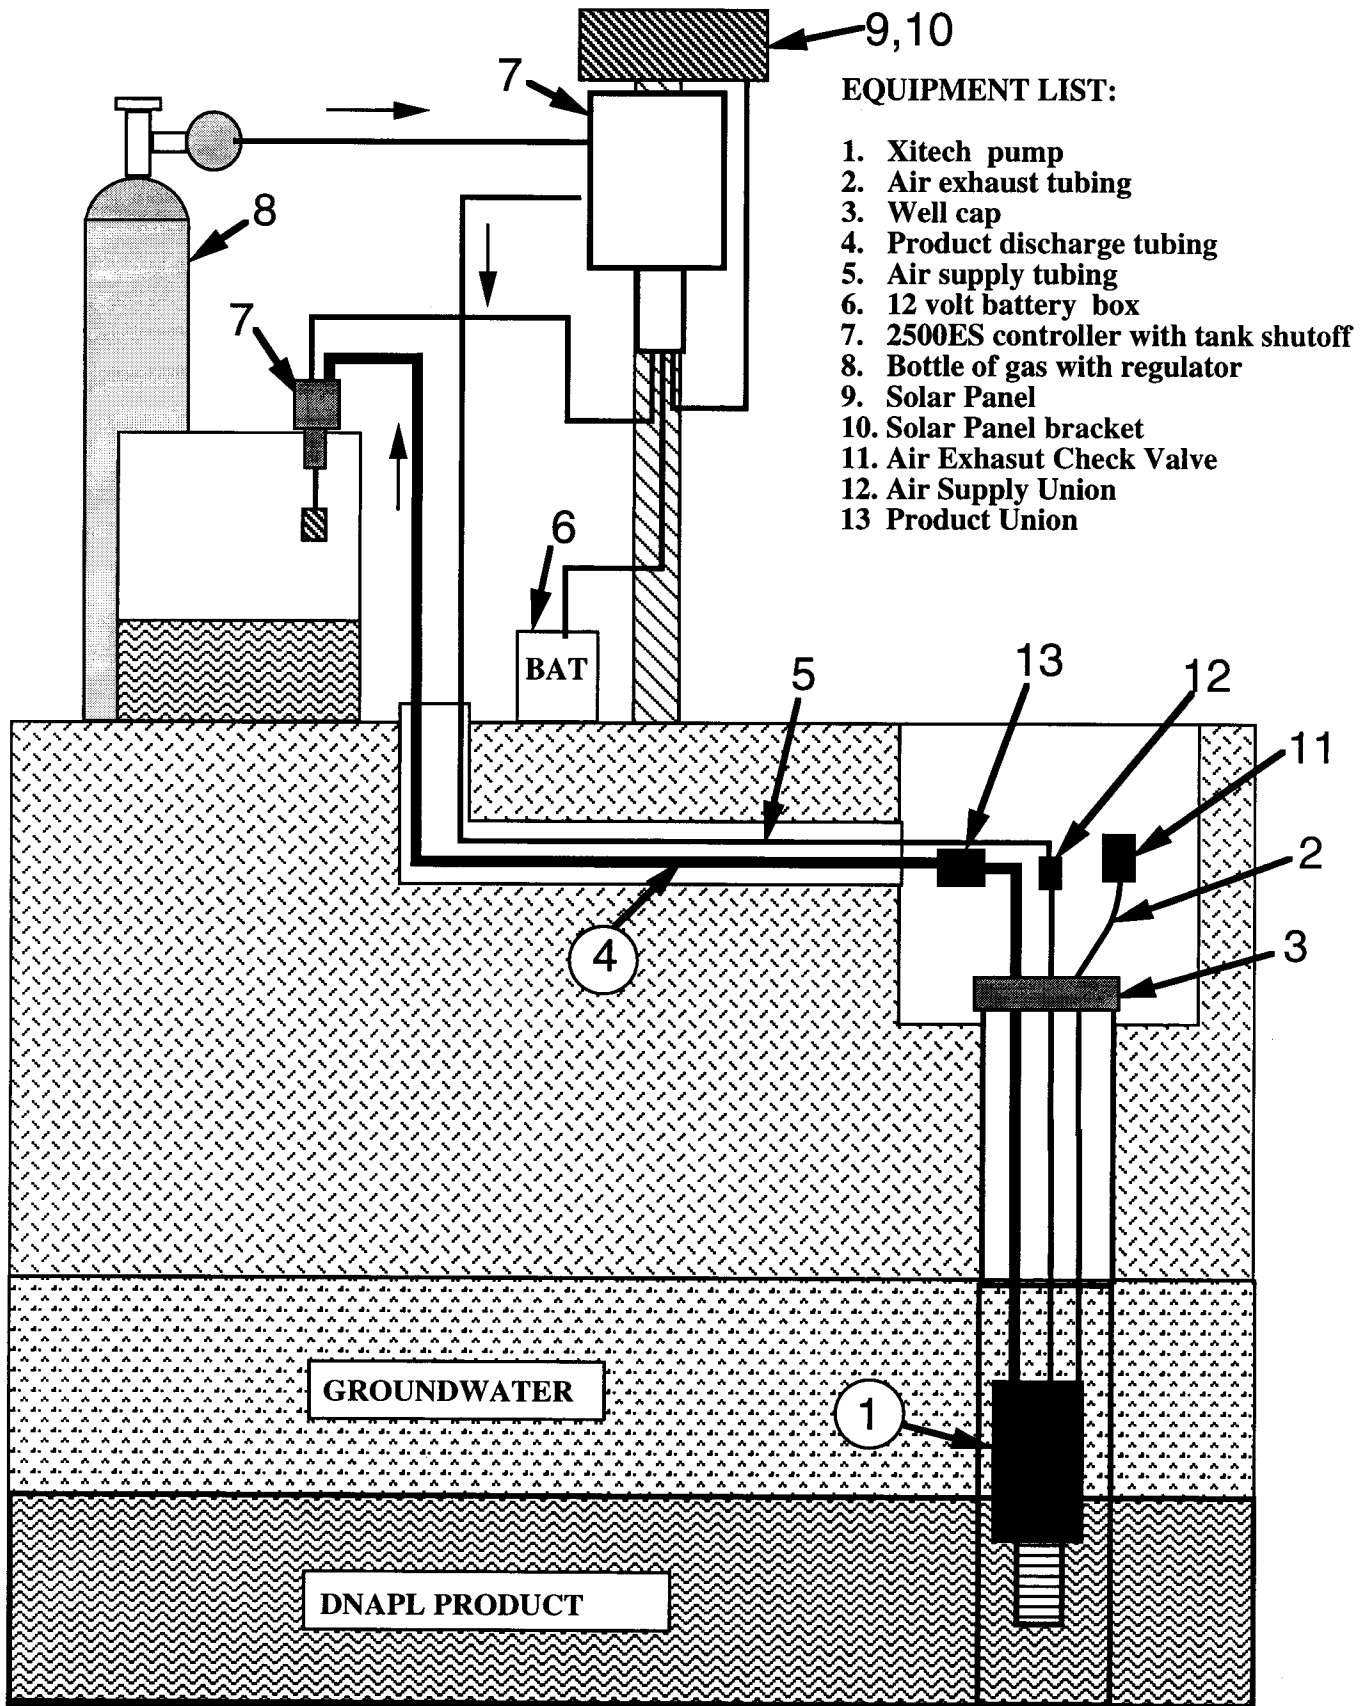 9,10
7
EQUIPMENT LIST:
1. Xitech pump
2. Air exhaust tubing
3. Well cap
4. Product discharge tubing
5. Air supply tubing
6. 12 volt battery box
7. 2500ES controller with tank shutoff
8. Bottle of gas with regulator
9. Solar Panel
10. Solar Panel bracket
11. Air Exhasut Check Valve
12. Air Supply Union
13 Product Union
8
7
6
BAT
5
13
12
11
2
4
3
GROUNDWATER
1
DNAPL PRODUCT